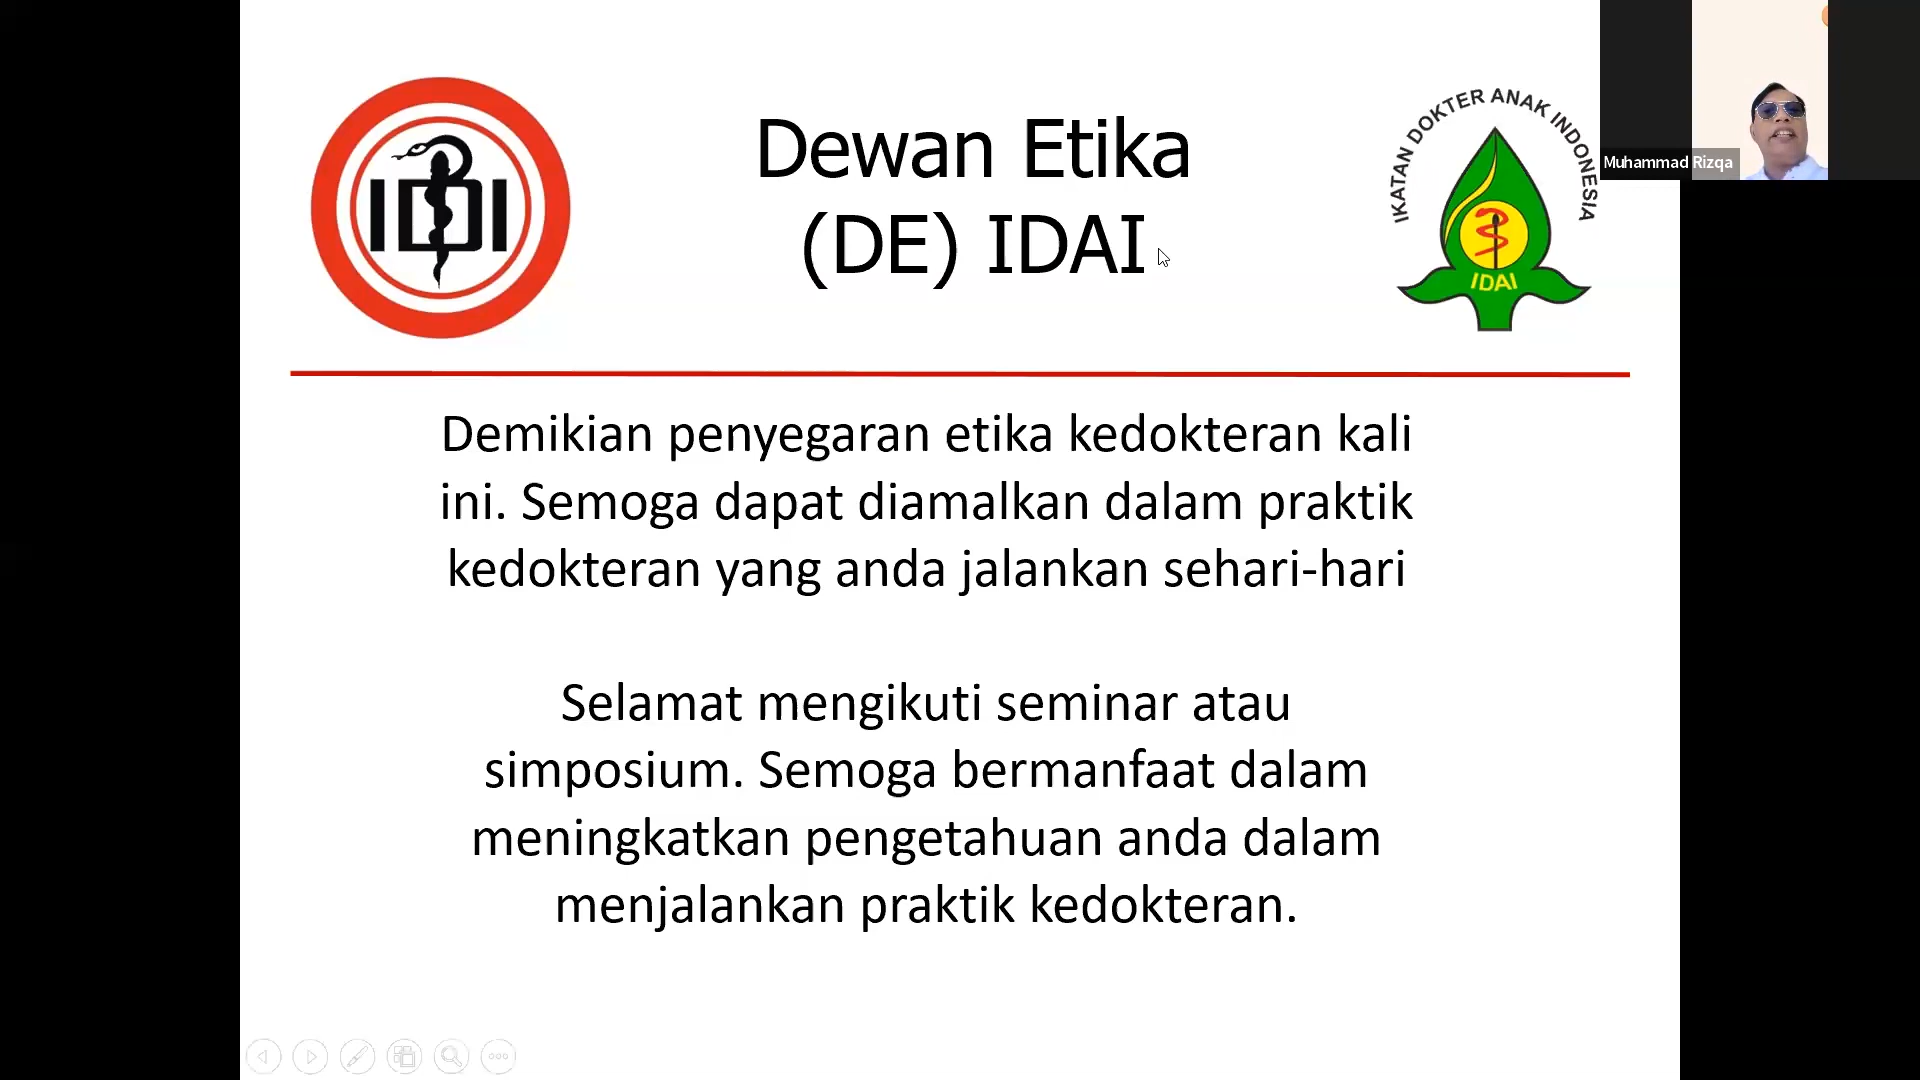 IDI
Dewan Etika
(DE) IDAI
IKATAN DOKTER ANAK INDONESIA
IDAI
Muhammad Rizqa
Demikian penyegaran etika kedokteran kali
ini. Semoga dapat diamalkan dalam praktik
kedokteran yang anda jalankan sehari-hari
Selamat mengikuti seminar atau
simposium. Semoga bermanfaat dalam
meningkatkan pengetahuan anda dalam
menjalankan praktik kedokteran.